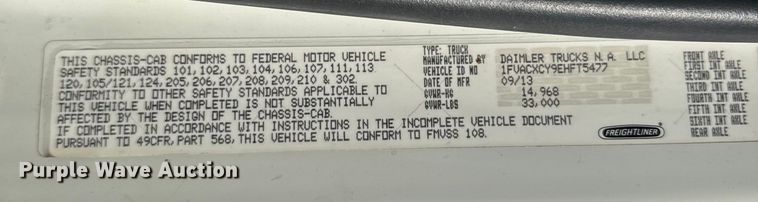 THIS CHASSIS-CAB CONFORMS TO FEDERAL MOTOR VEHICLE
SAFETY STANDARDS 101, 102, 103, 104, 106, 107, 111, 113
120, 105/121, 124, 205, 206, 207, 208, 209, 210 & 302.
CONFORMITY TO OTHER SAFETY STANDARDS APPLICABLE TO
THIS VEHICLE WHEN COMPLETED IS NOT SUBSTANTIALLY
AFFECTED BY THE DESIGN OF THE CHASSIS-CAB.
IF COMPLETED IN ACCORDANCE WITH INSTRUCTIONS IN THE INCOMPLETE VEHICLE DOCUMENT
PURSUANT TO 49CFR, PART 568, THIS VEHICLE WILL CONFORM TO FMVSS 108.
TYPE: TRUCK
MANUFACTURED BY DAIMLER TRUCKS N.A. LLC
VEHICLE ID NO 1FVACXCY9EHFT5477
DATE OF MFR 09/13
GVWR-KG 14,968
GVWR-LBS 33,000
FREIGHTLINER
FRONT AXLE
FIRST INT AXLE
SECOND INT AXLE
THIRD INT AXLE
FOURTH INT AXLE
FIFTH INT AXLE
SIXTH INT AXLE
REAR AXLE
Purple Wave Auction